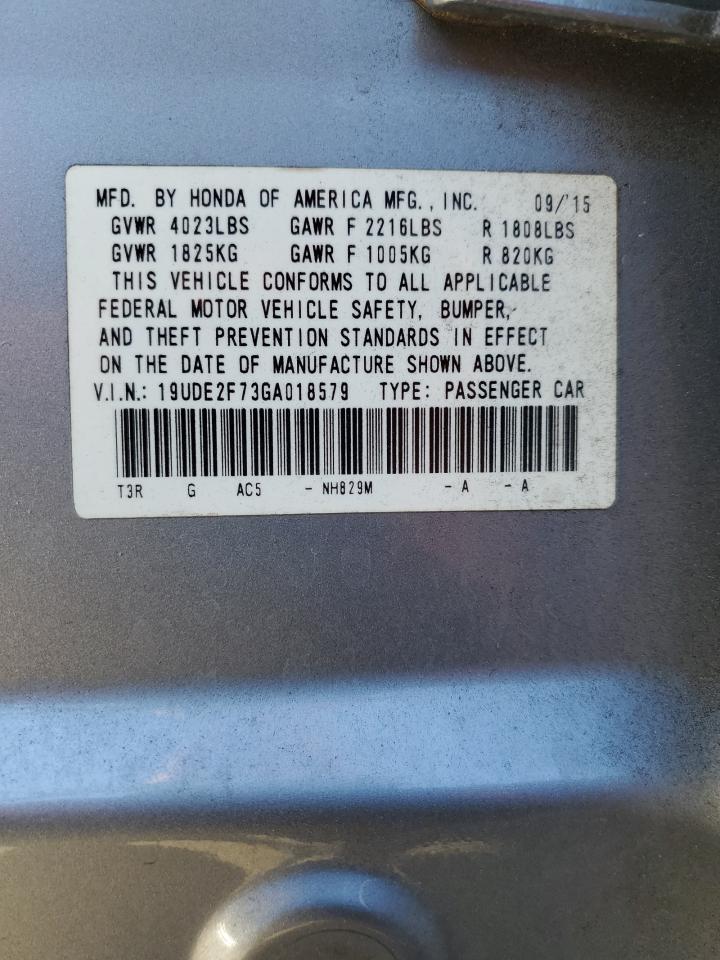 MFD. BY HONDA OF AMERICA MFG., INC. 09/'15
GVWR 4023LBS GAWR F 2216LBS R 1808LBS
GVWR 1825KG GAWR F 1005KG R 820KG
THIS VEHICLE CONFORMS TO ALL APPLICABLE
FEDERAL MOTOR VEHICLE SAFETY, BUMPER,
AND THEFT PREVENTION STANDARDS IN EFFECT
ON THE DATE OF MANUFACTURE SHOWN ABOVE.
V.I.N.: 19UDE2F73GA018579 TYPE: PASSENGER CAR
T3R G AC5 - NH829M - A - A